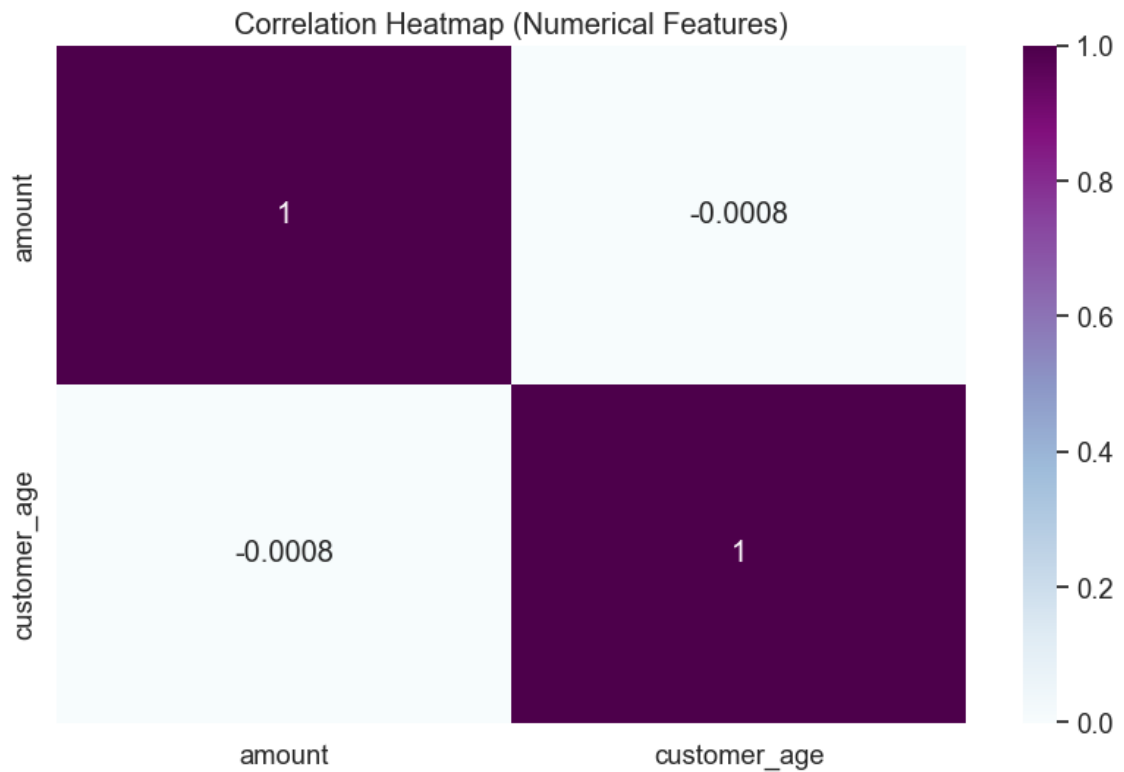 Correlation Heatmap (Numerical Features)
amount
1
-0.0008
customer_age
-0.0008
1
amount
customer_age
1.0
0.8
0.6
0.4
0.2
0.0